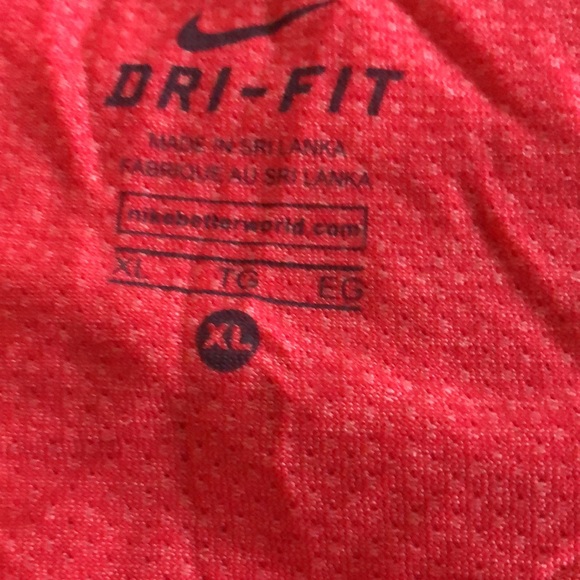 DRI-FIT
MADE IN SRI LANKA
FABRIQUE AU SRI LANKA
nikebetterworld.com
XL TG EG
XL